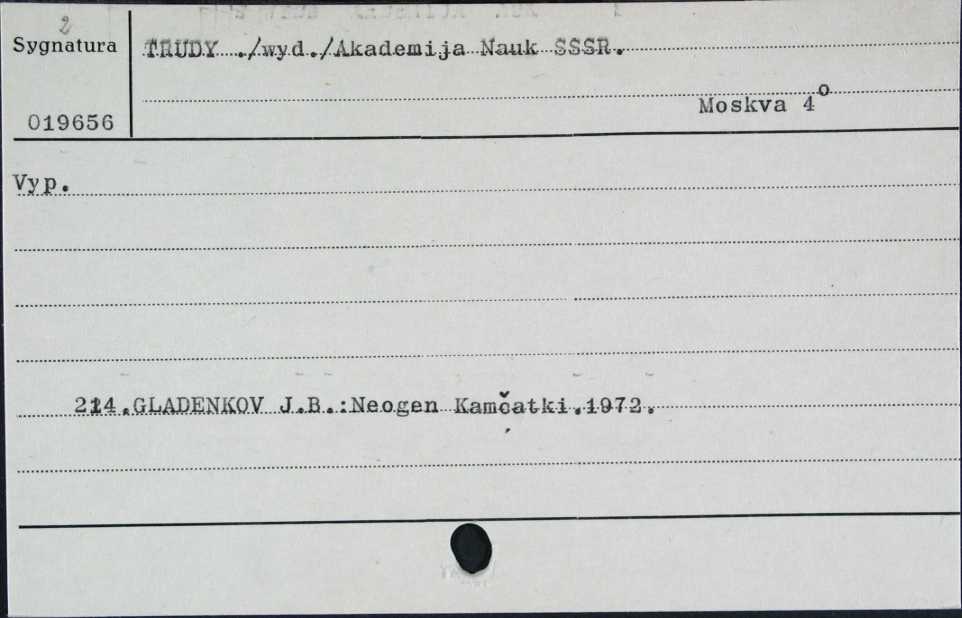 2
Sygnatura
TRUDY ./wyd./Akademija Nauk SSSR.
Moskva 4°
019656
Vyp.
214.GLADENKOV J.B.:Neogen Kamčatki.1972.